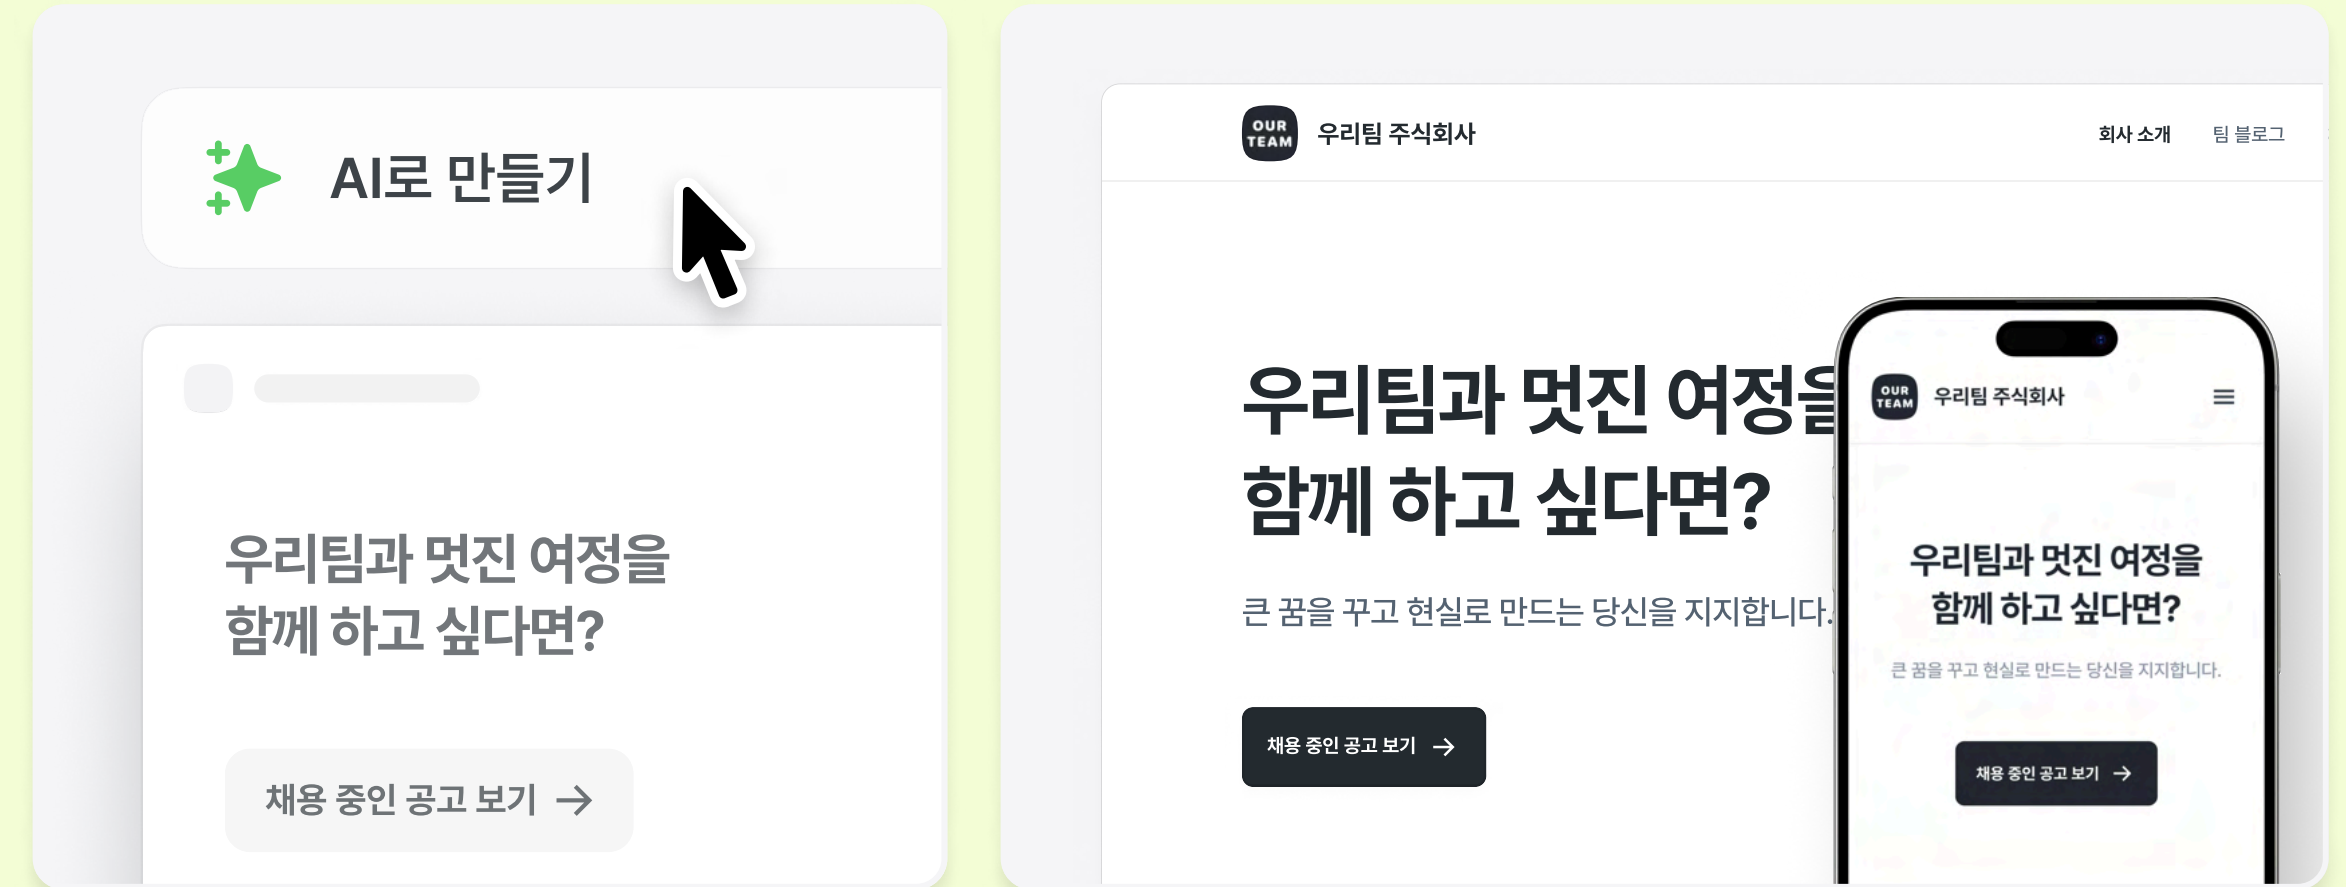 AI로 만들기
우리팀과 멋진 여정을
함께 하고 싶다면?
채용 중인 공고 보기
OUR
TEAM
우리팀 주식회사
회사 소개
팀 블로그
우리팀과 멋진 여정을
함께 하고 싶다면?
큰 꿈을 꾸고 현실로 만드는 당신을 지지합니다.
채용 중인 공고 보기
OUR
TEAM
우리팀 주식회사
우리팀과 멋진 여정을
함께 하고 싶다면?
큰 꿈을 꾸고 현실로 만드는 당신을 지지합니다.
채용 중인 공고 보기